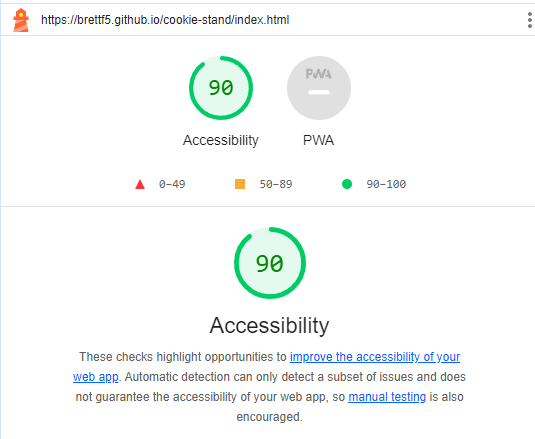 https://brettf5.github.io/cookie-stand/index.html
90
PWA
Accessibility
PWA
0–49
50–89
90–100
90
Accessibility
These checks highlight opportunities to improve the accessibility of your
web app. Automatic detection can only detect a subset of issues and does
not guarantee the accessibility of your web app, so manual testing is also
encouraged.